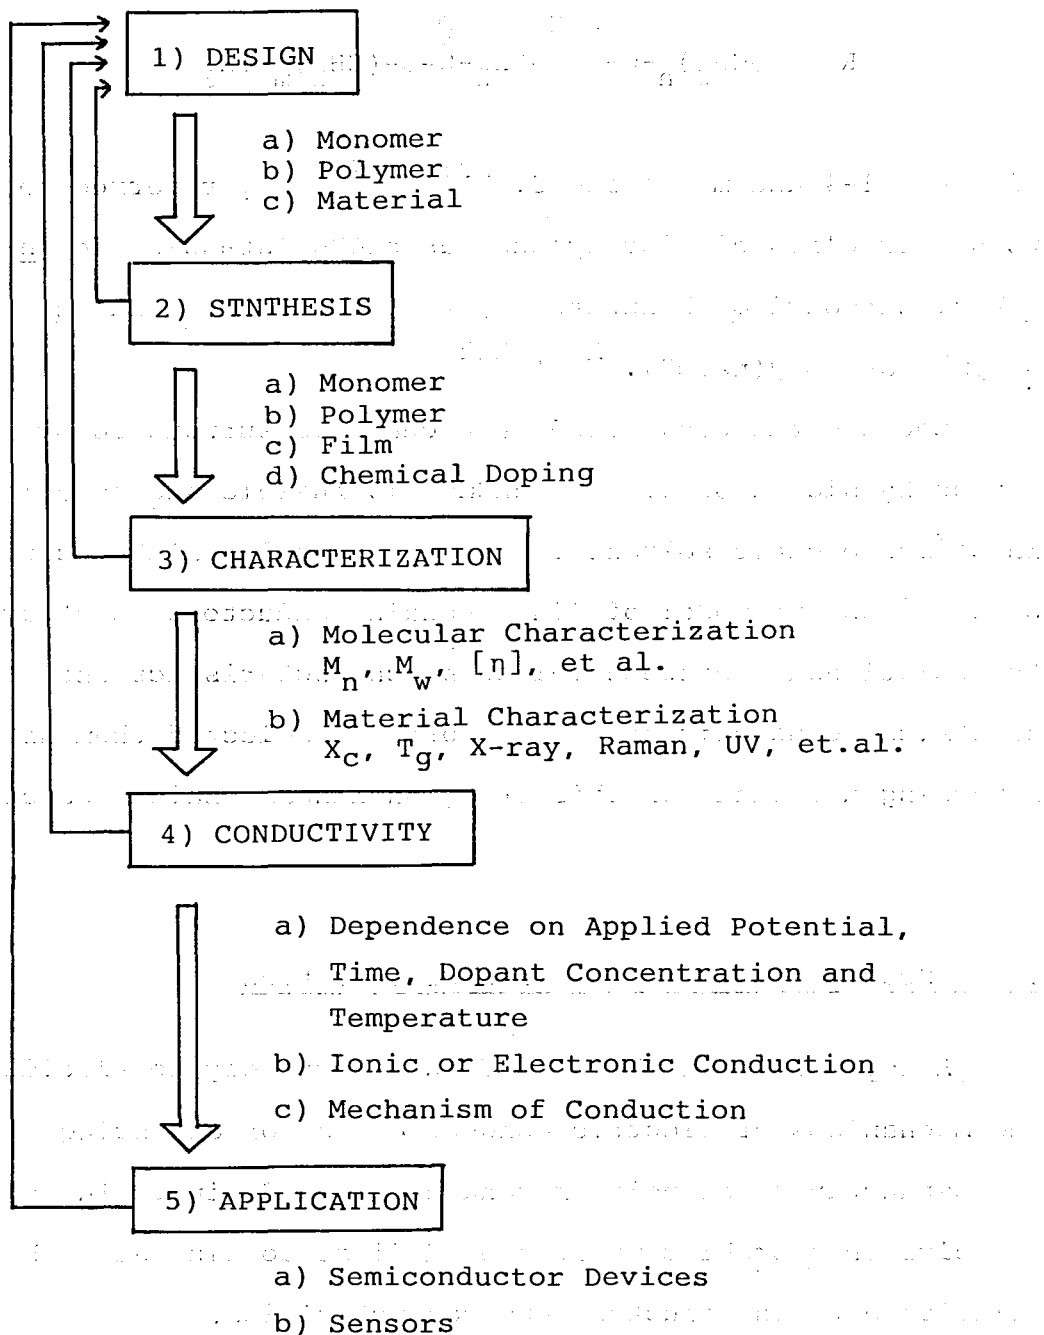 1) DESIGN
a) Monomer
b) Polymer
c) Material
2) STNTHESIS
a) Monomer
b) Polymer
c) Film
d) Chemical Doping
3) CHARACTERIZATION
a) Molecular Characterization
Mn, Mw, [η], et al.
b) Material Characterization
Xc, Tg, X-ray, Raman, UV, et.al.
4) CONDUCTIVITY
a) Dependence on Applied Potential,
Time, Dopant Concentration and
Temperature
b) Ionic or Electronic Conduction
c) Mechanism of Conduction
5) APPLICATION
a) Semiconductor Devices
b) Sensors